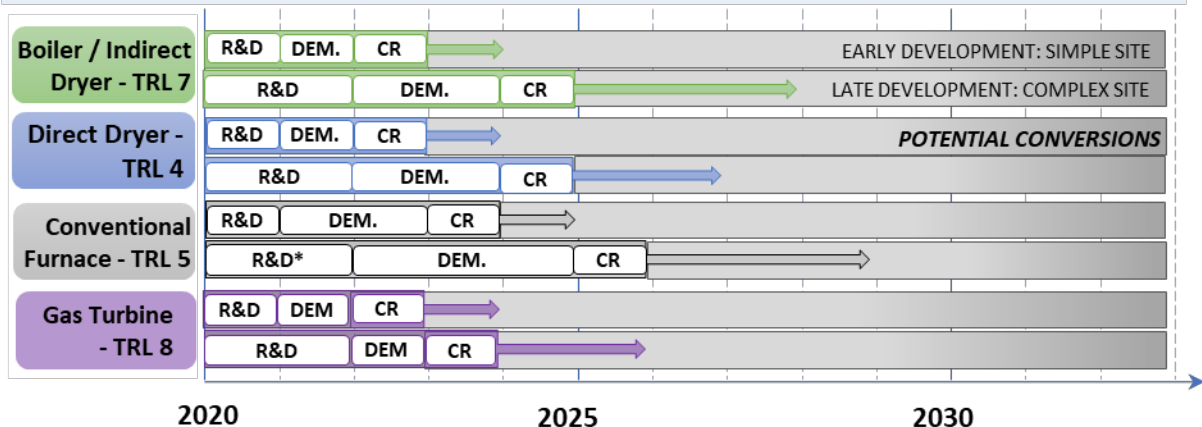 Boiler / Indirect
Dryer - TRL 7
R&D DEM. CR
EARLY DEVELOPMENT: SIMPLE SITE
R&D DEM. CR
LATE DEVELOPMENT: COMPLEX SITE
Direct Dryer -
TRL 4
R&D DEM. CR
POTENTIAL CONVERSIONS
R&D DEM. CR
Conventional
Furnace - TRL 5
R&D DEM. CR
R&D* DEM. CR
Gas Turbine
- TRL 8
R&D DEM CR
R&D DEM CR
2020 2025 2030